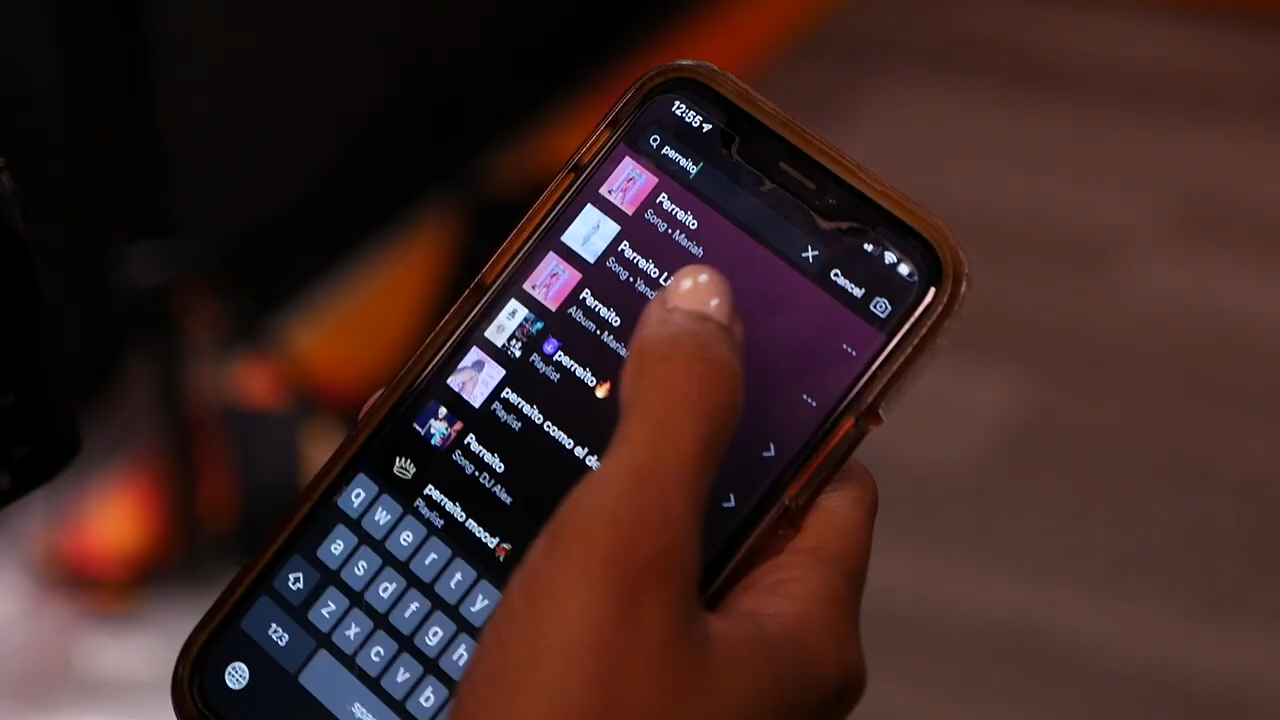 12:55
perreito
Cancel
Perreito
Song • Mariah
Perreito
Song
Perreito
Album
perreito
Playlist
perreito como el
Playlist
Perreito
Song • DJ Alex
perreito mood
Playlist
q w e r t y
a s d f g h
z x c v b
123